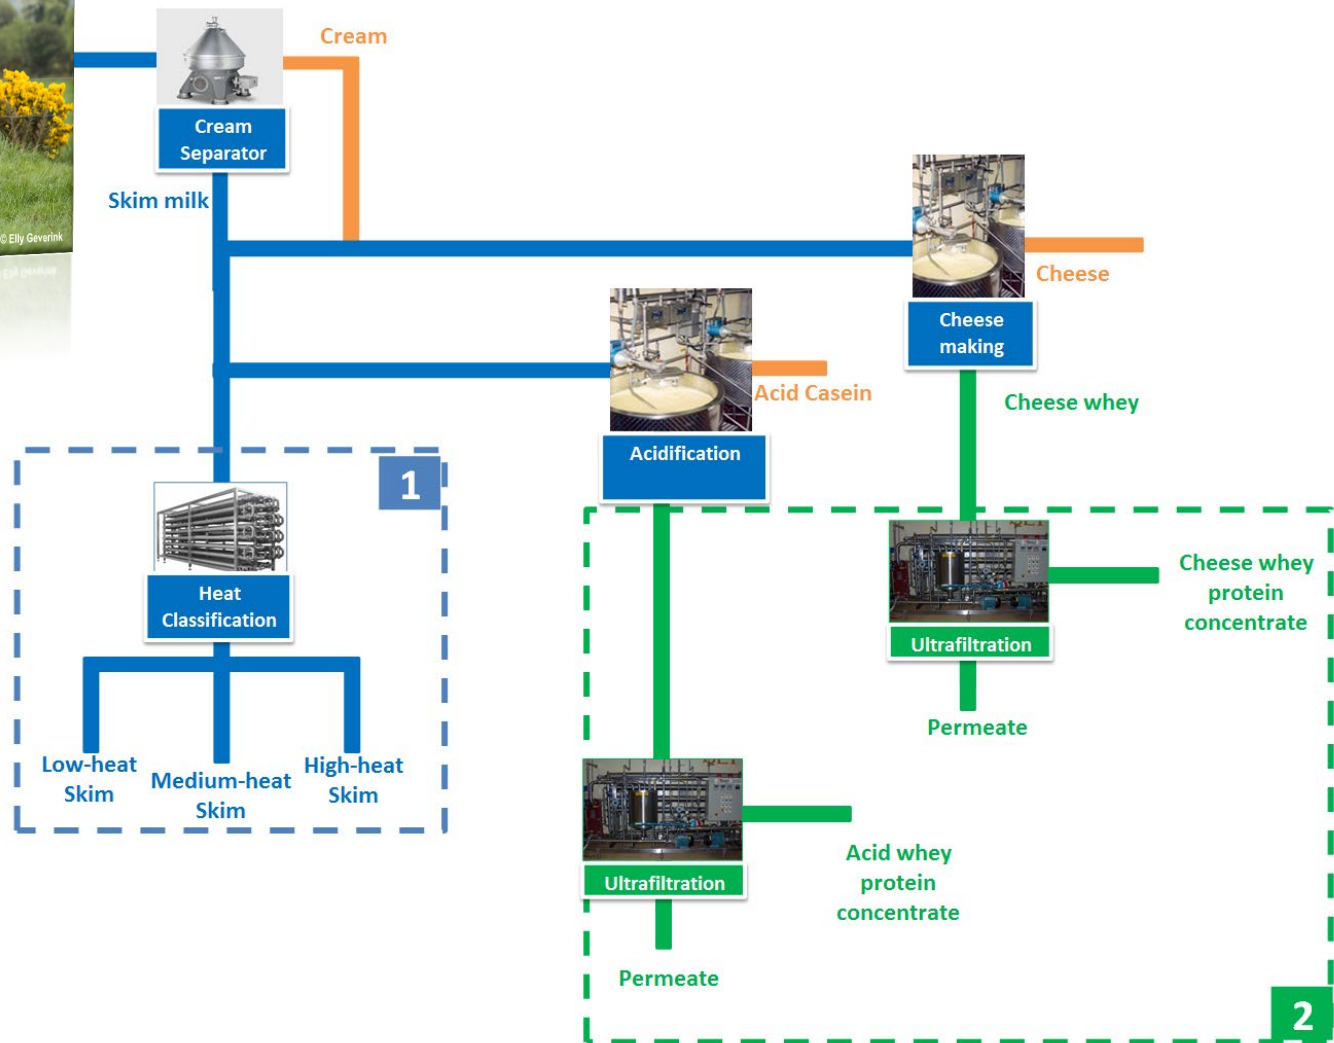 Cream
Cream
Separator
Skim milk
© Elly Geverink
Cheese
Cheese
making
Acid Casein
Cheese whey
Acidification
1
Heat
Classification
Low-heat
Skim
Medium-heat
Skim
High-heat
Skim
Ultrafiltration
Cheese whey
protein
concentrate
Permeate
Ultrafiltration
Acid whey
protein
concentrate
Permeate
2